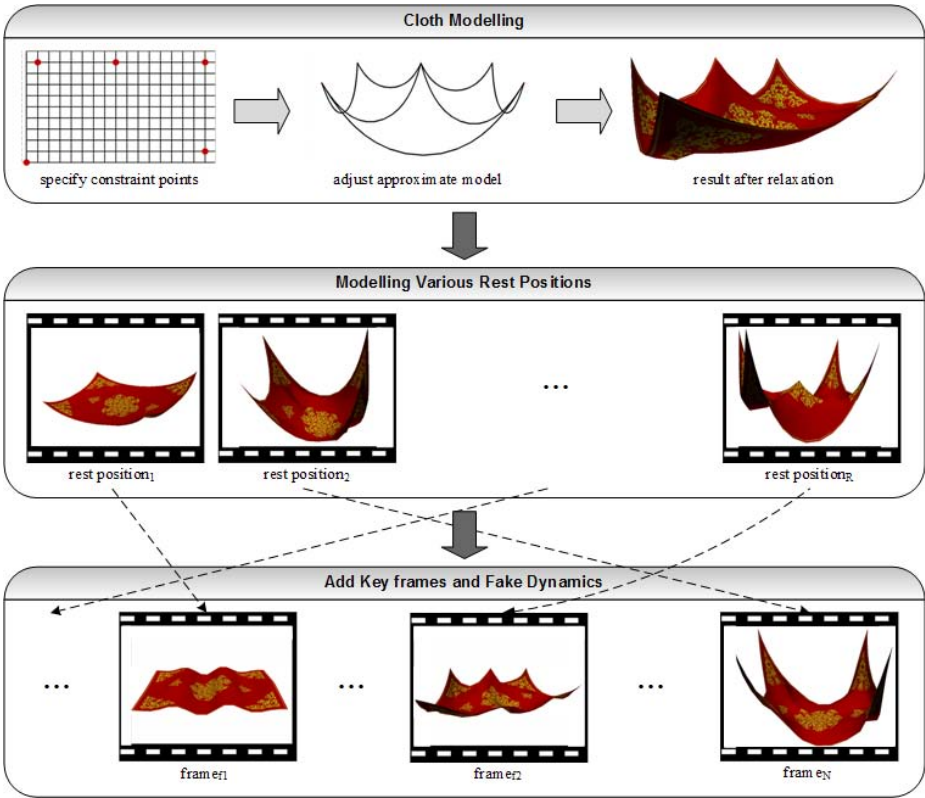 Cloth Modelling
specify constraint points
adjust approximate model
result after relaxation
Modelling Various Rest Positions
...
rest position1
rest position2
rest positionR
Add Key frames and Fake Dynamics
...
...
...
framef1
framef2
frameN